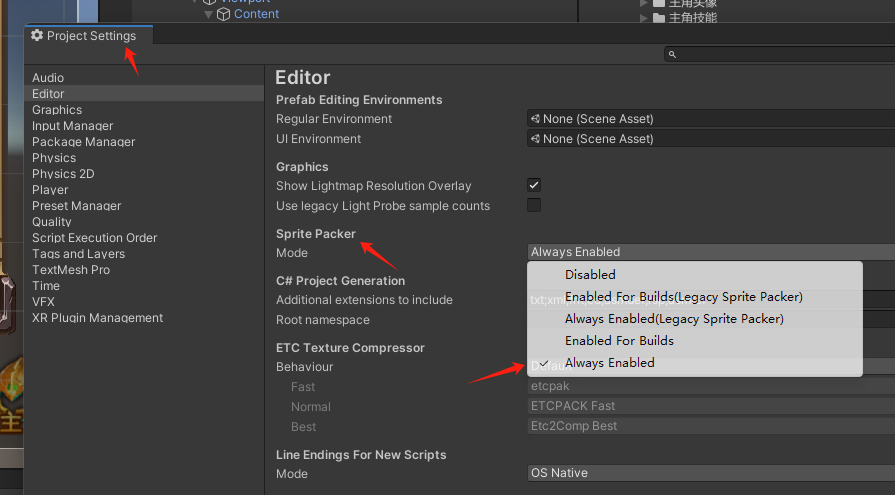 Viewport
Content
主角头像
主角技能
Project Settings
Audio
Editor
Graphics
Input Manager
Package Manager
Physics
Physics 2D
Player
Preset Manager
Quality
Script Execution Order
Tags and Layers
TextMesh Pro
Time
VFX
XR Plugin Management
Editor
Prefab Editing Environments
Regular Environment
None (Scene Asset)
UI Environment
None (Scene Asset)
Graphics
Show Lightmap Resolution Overlay
Use legacy Light Probe sample counts
Sprite Packer
Mode
Always Enabled
Disabled
Enabled For Builds(Legacy Sprite Packer)
Always Enabled(Legacy Sprite Packer)
Enabled For Builds
Always Enabled
C# Project Generation
Additional extensions to include
Root namespace
ETC Texture Compressor
Behaviour
Default
Fast
etcpak
Normal
ETCPACK Fast
Best
Etc2Comp Best
Line Endings For New Scripts
Mode
OS Native
主